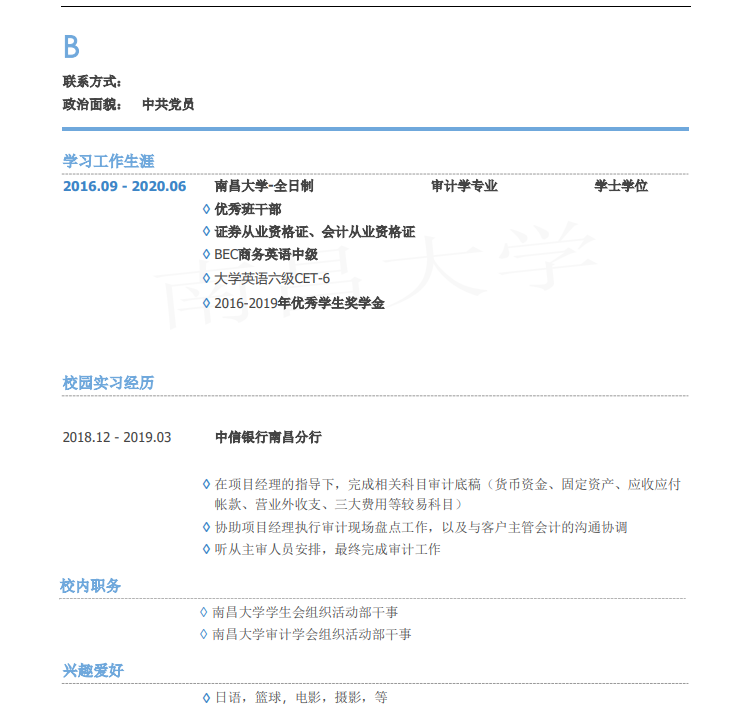 B
联系方式：
政治面貌： 中共党员
学习工作生涯
2016.09 - 2020.06 南昌大学-全日制 审计学专业 学士学位
◊ 优秀班干部
◊ 证券从业资格证、会计从业资格证
◊ BEC商务英语中级
◊ 大学英语六级CET-6
◊ 2016-2019年优秀学生奖学金
南昌大学
校园实习经历
2018.12 - 2019.03 中信银行南昌分行
◊ 在项目经理的指导下，完成相关科目审计底稿（货币资金、固定资产、应收应付
帐款、营业外收支、三大费用等较易科目）
◊ 协助项目经理执行审计现场盘点工作，以及与客户主管会计的沟通协调
◊ 听从主审人员安排，最终完成审计工作
校内职务
◊ 南昌大学学生会组织活动部干事
◊ 南昌大学审计学会组织活动部干事
兴趣爱好
◊ 日语，篮球，电影，摄影，等